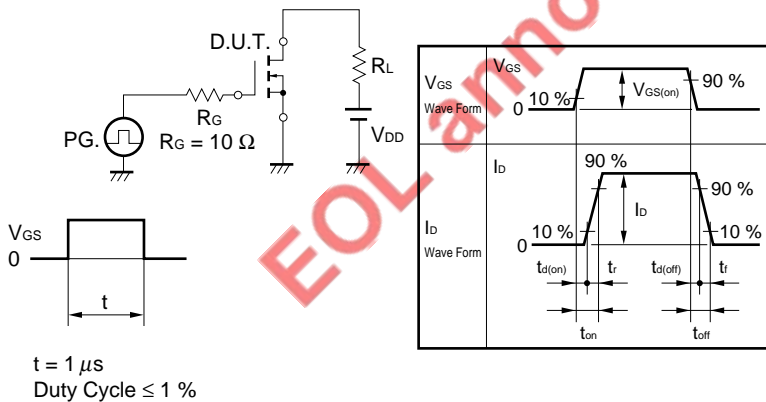 D.U.T.
RL
RG
PG.
RG = 10 Ω
VDD
VGS
0
t
t = 1 μs
Duty Cycle ≤ 1 %
VGS
Wave Form
VGS
10 %
0
VGS(on)
90 %
ID
Wave Form
ID
90 %
90 %
ID
10 %
10 %
0
td(on)
tr
td(off)
tf
ton
toff
EOL anno